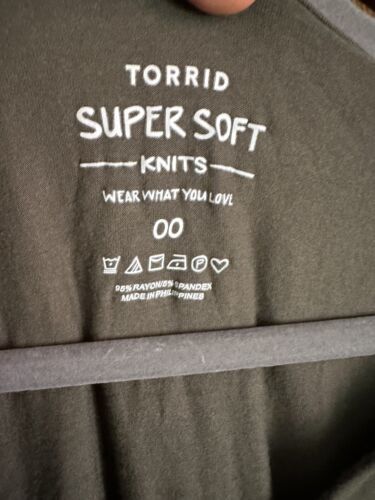 TORRID
SUPER SOFT
KNITS
WEAR WHAT YOU LOVE
00
95% RAYON/5% SPANDEX
MADE IN PHILIPPINES